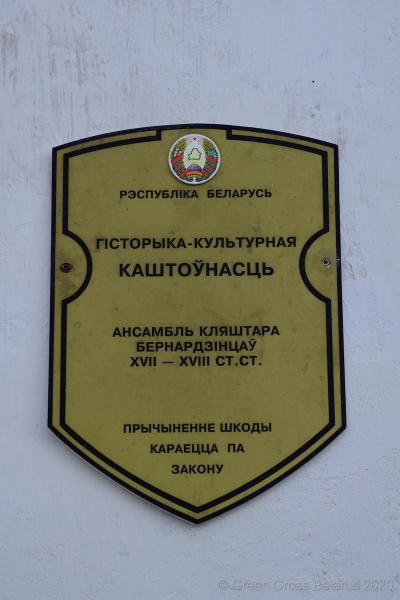 РЭСПУБЛІКА БЕЛАРУСЬ
ГІСТОРЫКА-КУЛЬТУРНАЯ
КАШТОЎНАСЦЬ
АНСАМБЛЬ КЛЯШТАРА
БЕРНАРДЗІНЦАЎ
XVII — XVIII СТ.СТ.
ПРЫЧЫНЕННЕ ШКОДЫ
КАРАЕЦЦА ПА
ЗАКОНУ
© Green Cross Belarus 2020